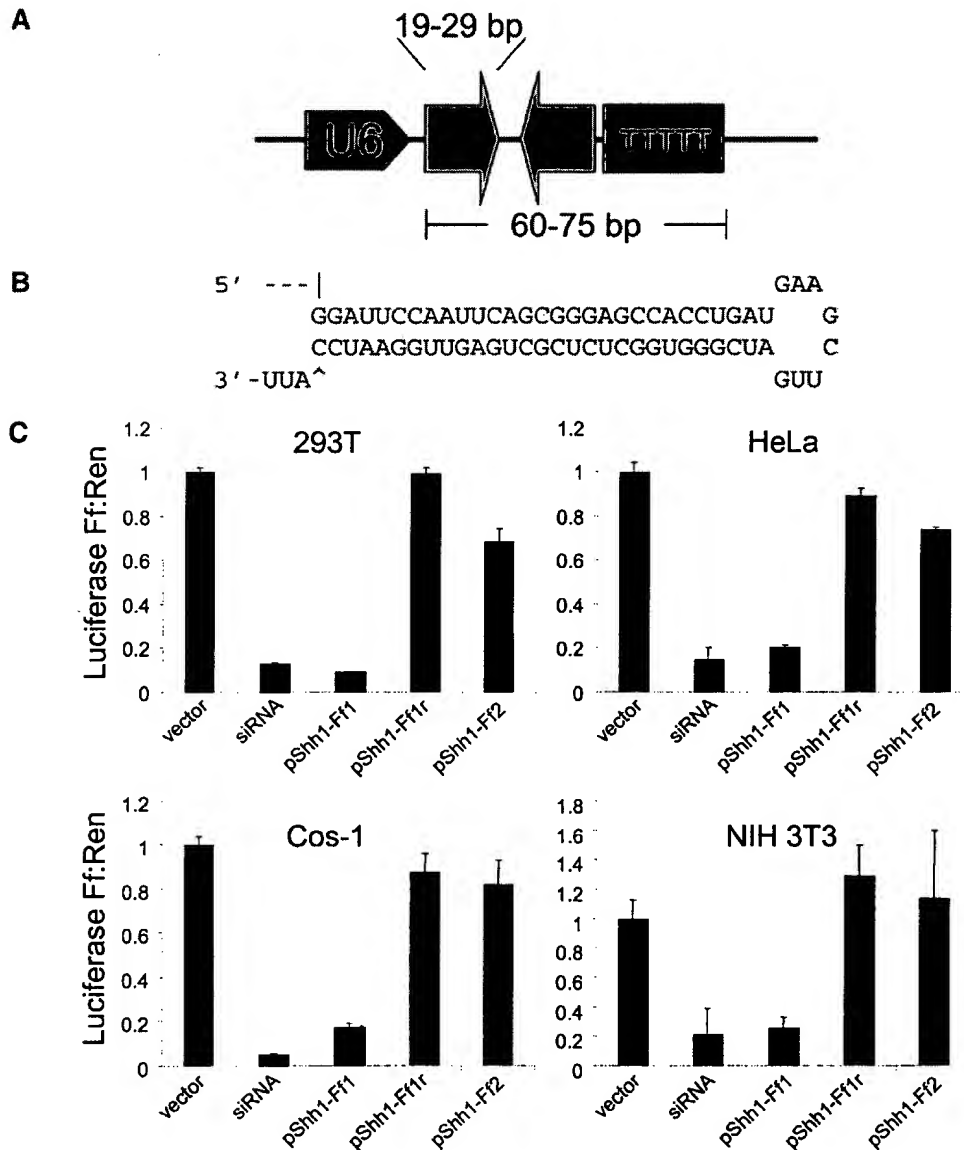 A
19-29 bp
U6
TTTTT
60-75 bp
B
5' ---| GAA
GGAUUCCAAUUCAGCGGGAGCCACCUGAU G
CCUAAGGUUGAGUCGCUCUCGGUGGGCUA C
3'-UUA^ GUU
C
Luciferase Ff:Ren
293T
1.2
1
0.8
0.6
0.4
0.2
0
vector
siRNA
pShh1-Ff1
pShh1-Ff1r
pShh1-Ff2
HeLa
1.2
1
0.8
0.6
0.4
0.2
0
vector
siRNA
pShh1-Ff1
pShh1-Ff1r
pShh1-Ff2
Luciferase Ff:Ren
Cos-1
1.2
1
0.8
0.6
0.4
0.2
0
vector
siRNA
pShh1-Ff1
pShh1-Ff1r
pShh1-Ff2
NIH 3T3
1.8
1.6
1.4
1.2
1
0.8
0.6
0.4
0.2
0
vector
siRNA
pShh1-Ff1
pShh1-Ff1r
pShh1-Ff2